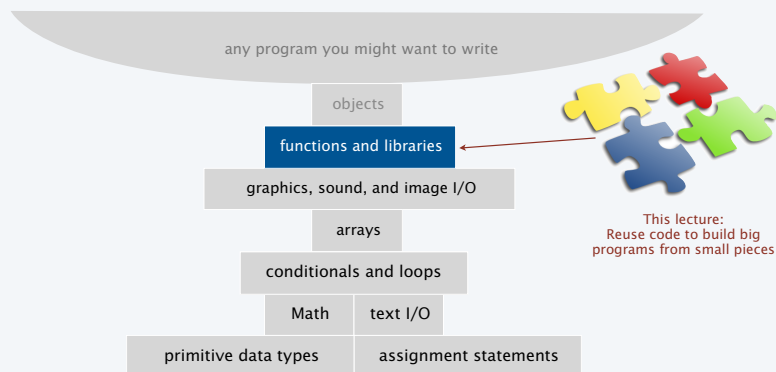 any program you might want to write
objects
functions and libraries
graphics, sound, and image I/O
arrays
conditionals and loops
Math
text I/O
primitive data types
assignment statements
This lecture:
Reuse code to build big
programs from small pieces